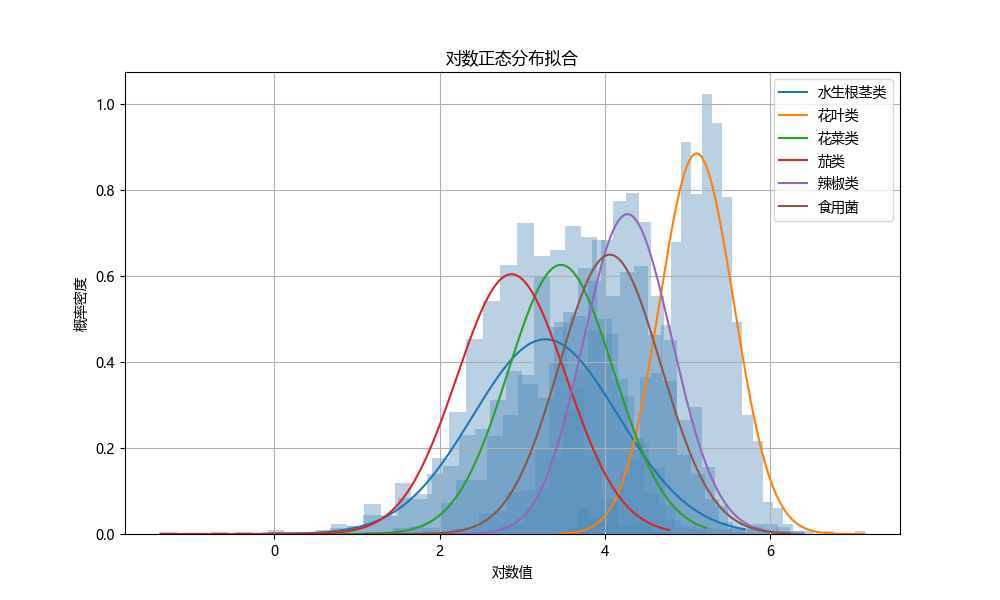 对数正态分布拟合
水生根茎类
花叶类
花菜类
茄类
辣椒类
食用菌
概率密度
1.0
0.8
0.6
0.4
0.2
0.0
0
2
4
6
对数值